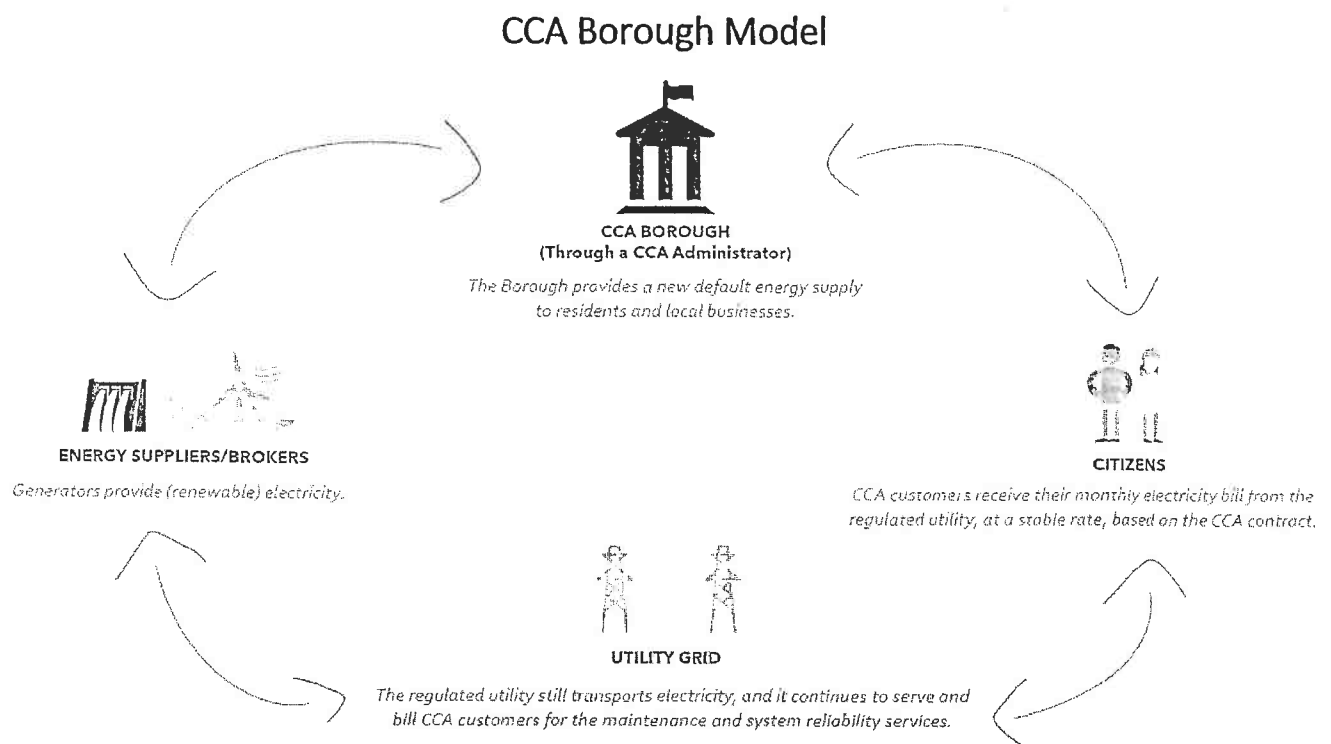 CCA Borough Model
CCA BOROUGH
(Through a CCA Administrator)
The Borough provides a new default energy supply
to residents and local businesses.
ENERGY SUPPLIERS/BROKERS
Generators provide (renewable) electricity.
CITIZENS
CCA customers receive their monthly electricity bill from the
regulated utility, at a stable rate, based on the CCA contract.
UTILITY GRID
The regulated utility still transports electricity, and it continues to serve and
bill CCA customers for the maintenance and system reliability services.